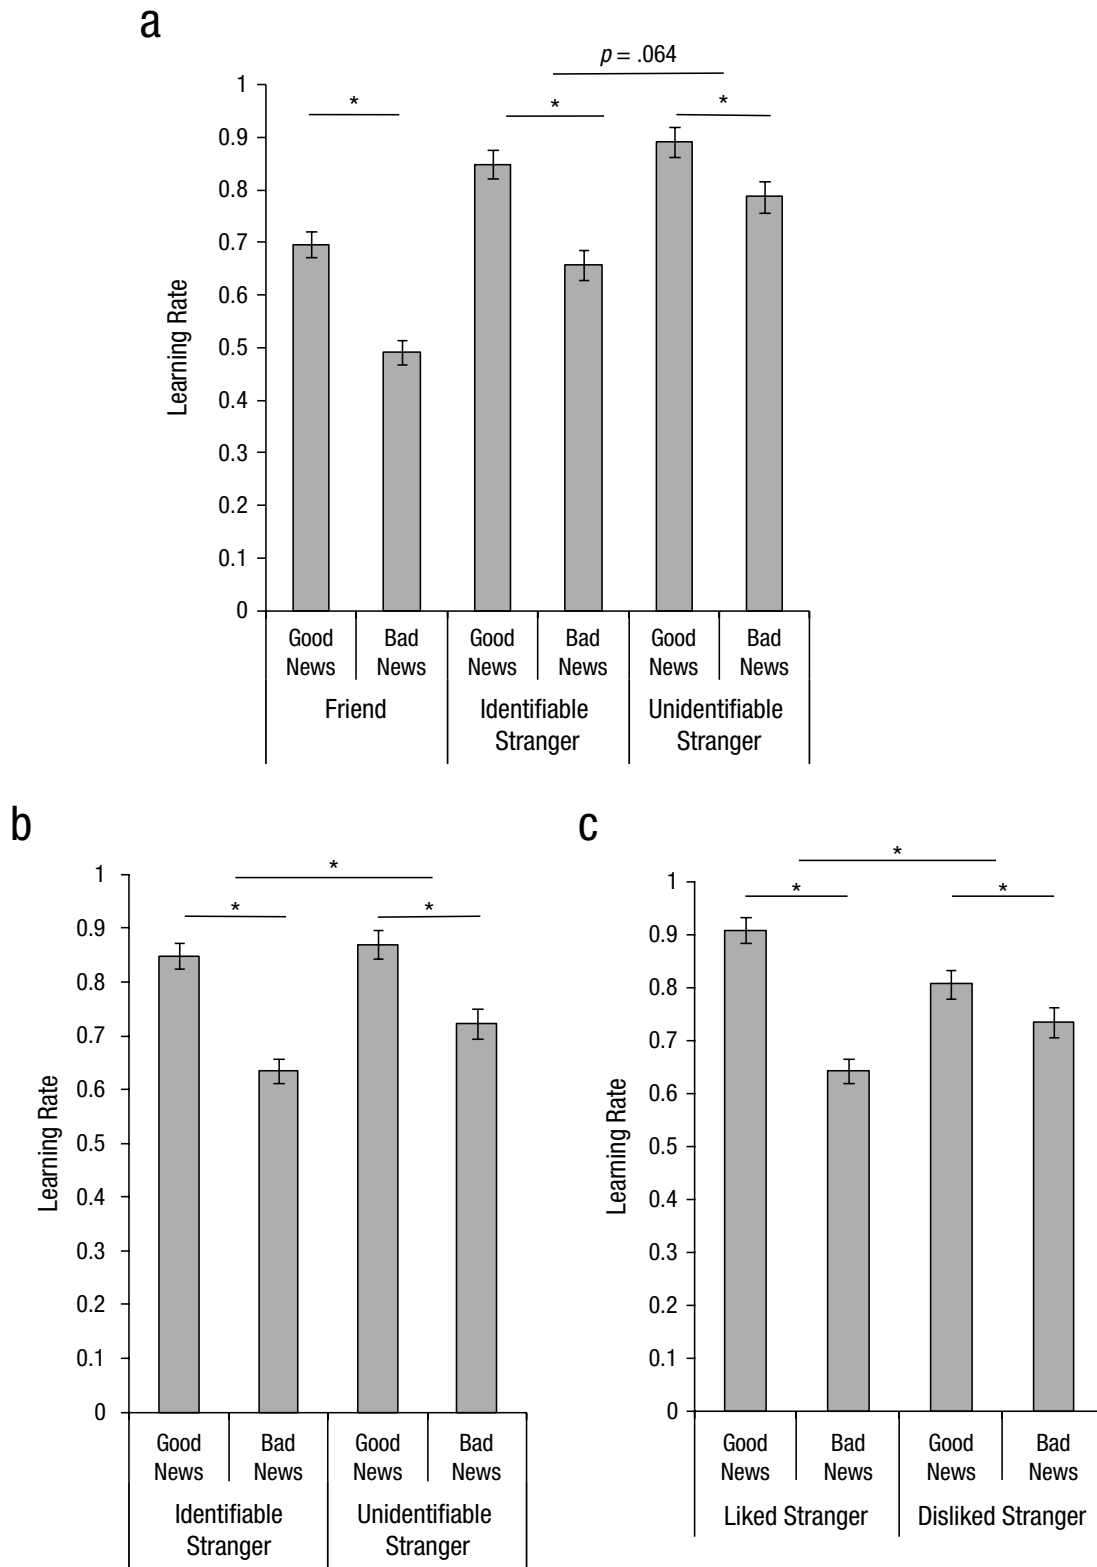 a
p = .064
* * *
1
0.9
0.8
0.7
0.6
0.5
0.4
0.3
0.2
0.1
0
Learning Rate
Good Bad Good Bad Good Bad
News News News News News News
Friend Identifiable Unidentifiable
Stranger Stranger
b
*
* *
1
0.9
0.8
0.7
0.6
0.5
0.4
0.3
0.2
0.1
0
Learning Rate
Good Bad Good Bad
News News News News
Identifiable Unidentifiable
Stranger Stranger
c
*
* *
1
0.9
0.8
0.7
0.6
0.5
0.4
0.3
0.2
0.1
0
Learning Rate
Good Bad Good Bad
News News News News
Liked Stranger Disliked Stranger